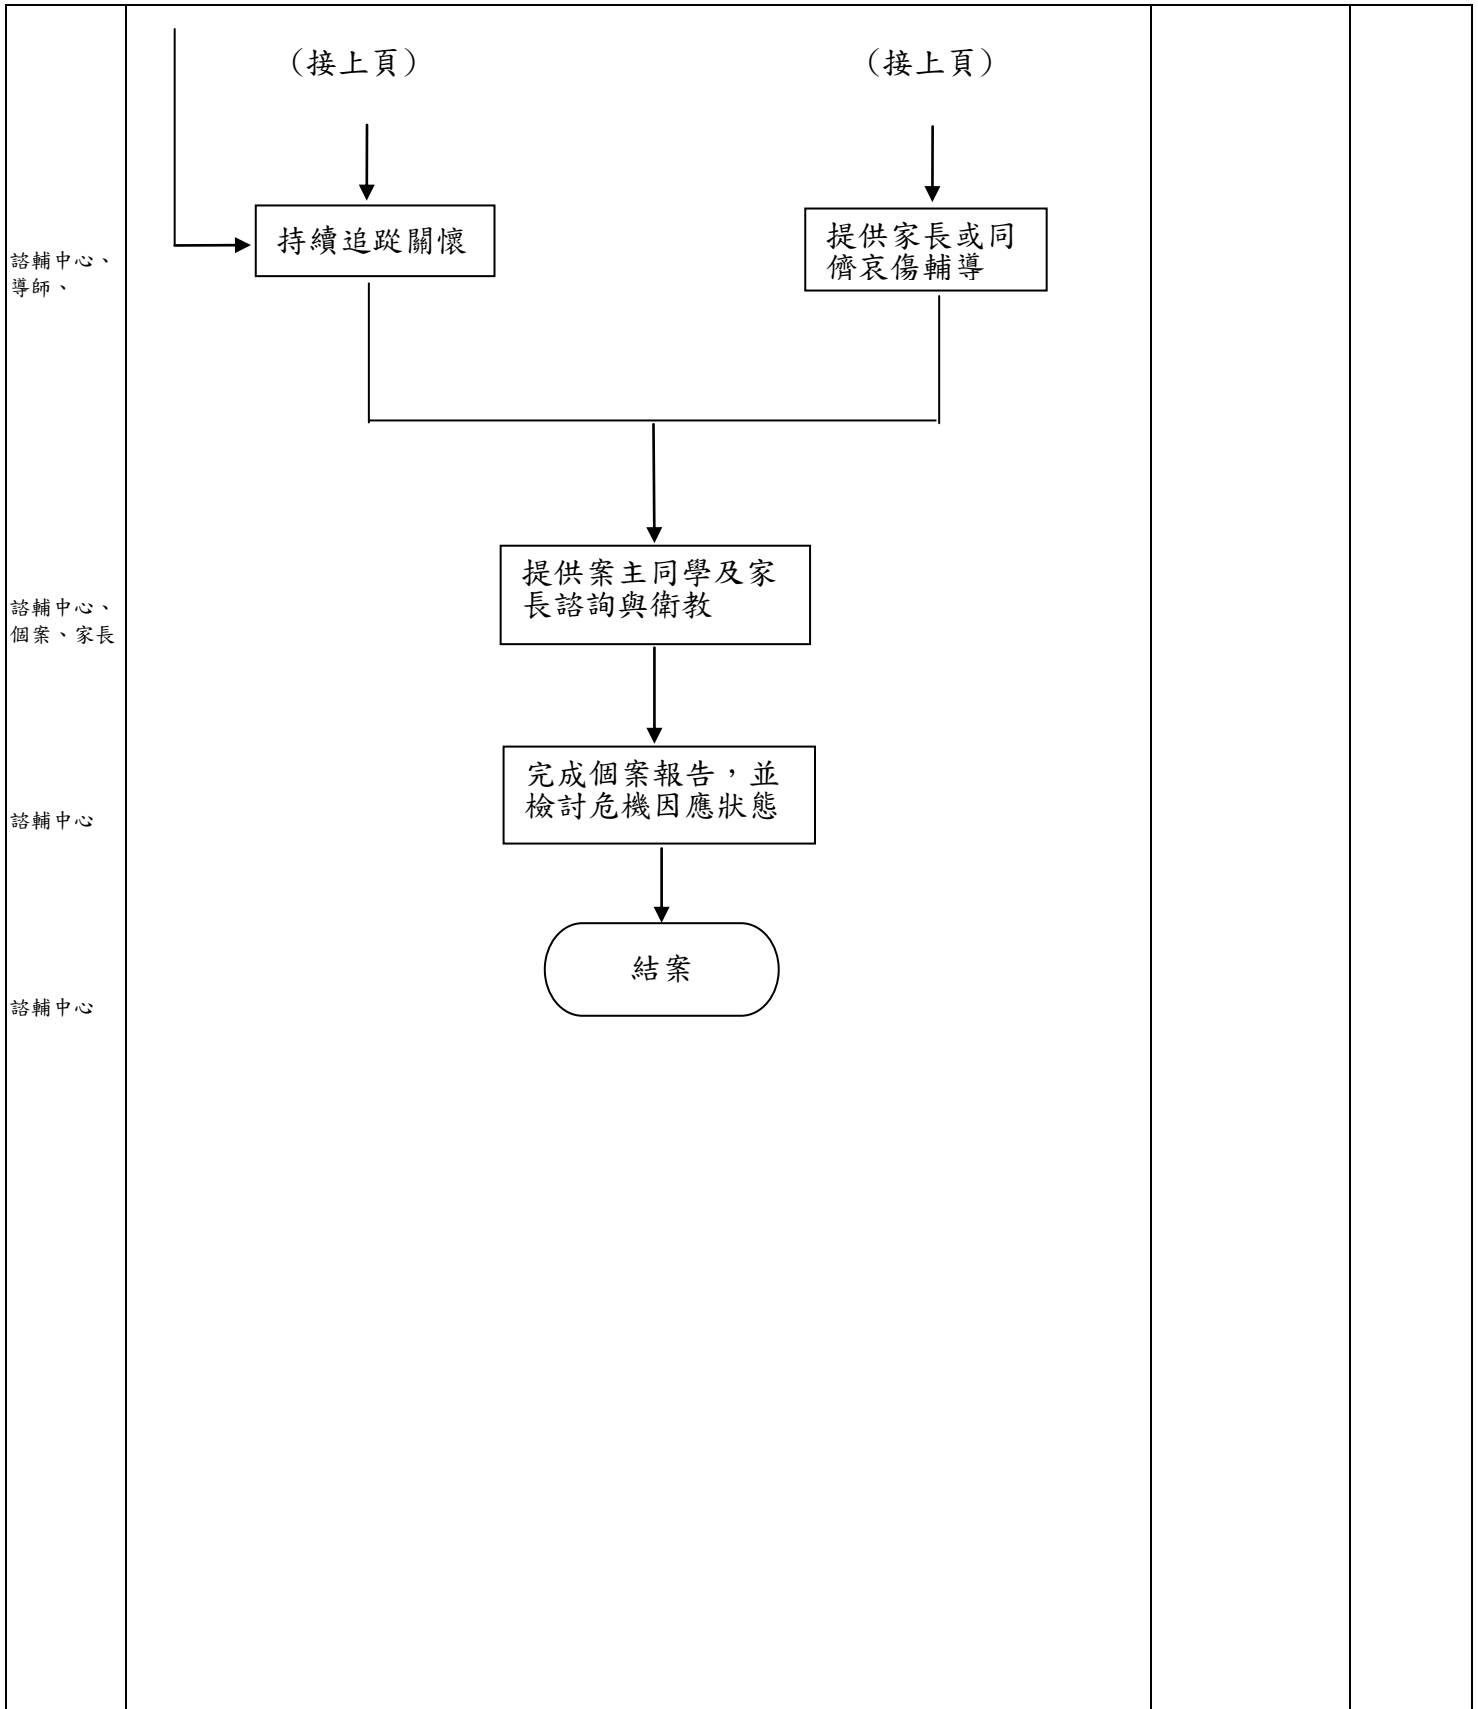 （接上頁）
（接上頁）
持續追蹤關懷
提供家長或同
儕哀傷輔導
諮輔中心、
導師、
提供案主同學及家
長諮詢與衛教
諮輔中心、
個案、家長
完成個案報告，並
檢討危機因應狀態
諮輔中心
結案
諮輔中心